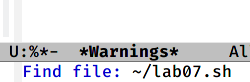 U:%*-  *Warnings*      Al
Find file: ~/lab07.sh